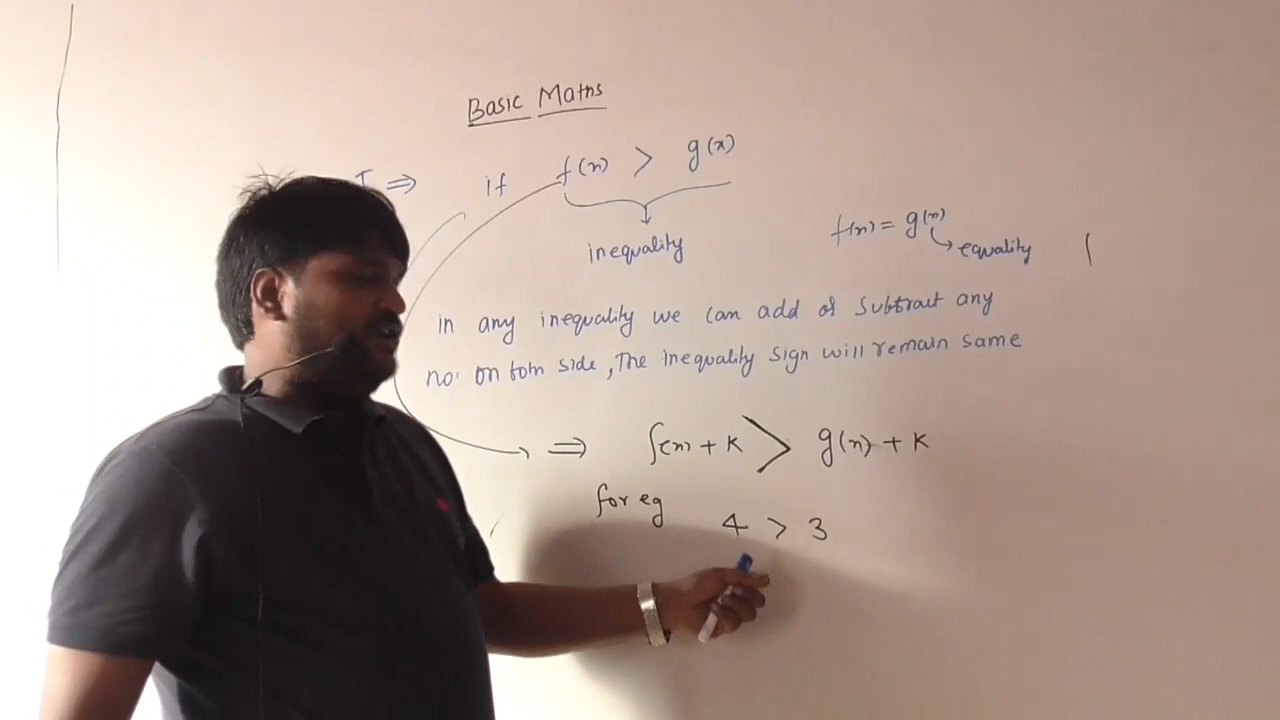 Basic Maths
I ⇒ if f(n) > g(x)
inequality
f(n) = g(n)
equality
in any inequality we can add or Subtract any
no. on both side, The inequality sign will remain same
⇒ f(n) + K > g(n) + K
for eg
4 > 3